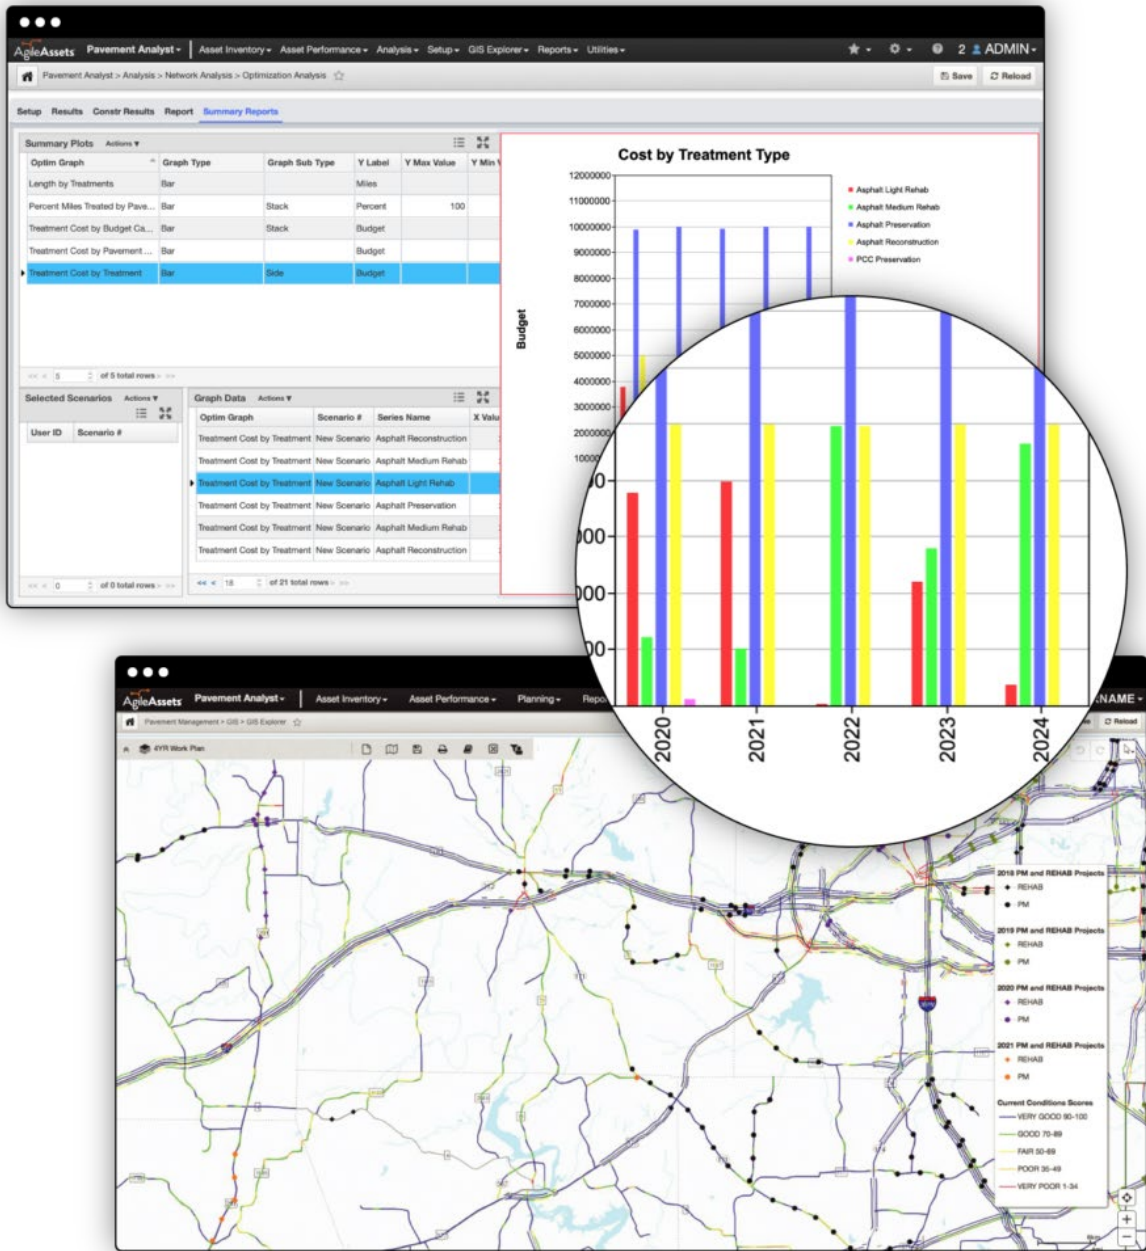 AgileAssets Pavement Analyst Asset Inventory Asset Performance Analysis Setup GIS Explorer Reports Utilities 2 ADMIN
Pavement Analyst > Analysis > Network Analysis > Optimization Analysis Save Reload
Setup Results Constr Results Report Summary Reports
Summary Plots Actions
Optim Graph Graph Type Graph Sub Type Y Label Y Max Value Y Min V
Length by Treatments Bar Miles
Percent Miles Treated by Pave... Bar Stack Percent 100
Treatment Cost by Budget Ca... Bar Stack Budget
Treatment Cost by Pavement ... Bar Budget
Treatment Cost by Treatment Bar Side Budget
<< < 5 of 5 total rows > >>
Selected Scenarios Actions
User ID Scenario #
<< < 0 of 0 total rows > >>
Graph Data Actions
Optim Graph Scenario # Series Name X Valu
Treatment Cost by Treatment New Scenario Asphalt Reconstruction
Treatment Cost by Treatment New Scenario Asphalt Medium Rehab
Treatment Cost by Treatment New Scenario Asphalt Light Rehab
Treatment Cost by Treatment New Scenario Asphalt Preservation
Treatment Cost by Treatment New Scenario Asphalt Medium Rehab
Treatment Cost by Treatment New Scenario Asphalt Reconstruction
<< < 18 of 21 total rows > >>
Cost by Treatment Type
Budget
12000000
11000000
10000000
9000000
8000000
7000000
6000000
5000000
4000000
3000000
2000000
Asphalt Light Rehab
Asphalt Medium Rehab
Asphalt Preservation
Asphalt Reconstruction
PCC Preservation
2020 2021 2022 2023 2024
AgileAssets Pavement Analyst Asset Inventory Asset Performance Planning Repo NAME
Pavement Management > GIS > GIS Explorer Reload
4YR Work Plan
2018 PM and REHAB Projects
REHAB
PM
2019 PM and REHAB Projects
REHAB
PM
2020 PM and REHAB Projects
REHAB
PM
2021 PM and REHAB Projects
REHAB
PM
Current Conditions Scores
VERY GOOD 90-100
GOOD 70-89
FAIR 50-69
POOR 35-49
VERY POOR 1-34